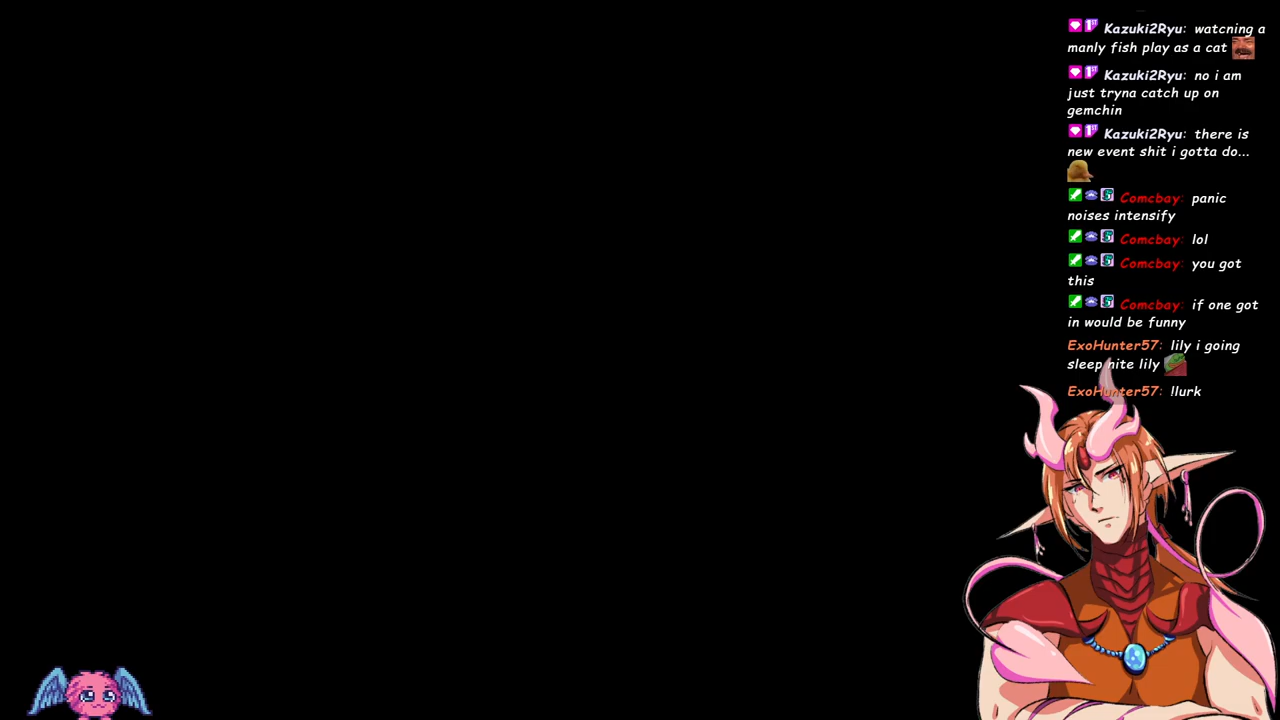 Kazuki2Ryu: watcning a
manly fish play as a cat
Kazuki2Ryu: no i am
just tryna catch up on
gemchin
Kazuki2Ryu: there is
new event shit i gotta do...
Comcbay: panic
noises intensify
Comcbay: lol
Comcbay: you got
this
Comcbay: if one got
in would be funny
ExoHunter57: lily i going
sleep nite lily
ExoHunter57: !lurk